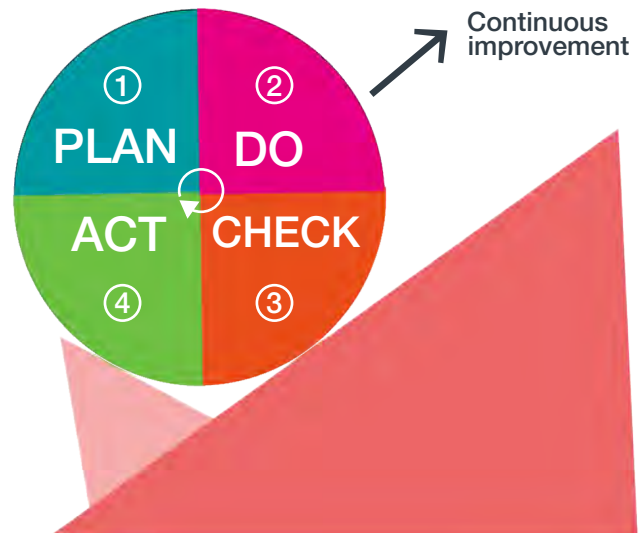 Continuous
improvement
①
PLAN
②
DO
CHECK
③
ACT
④